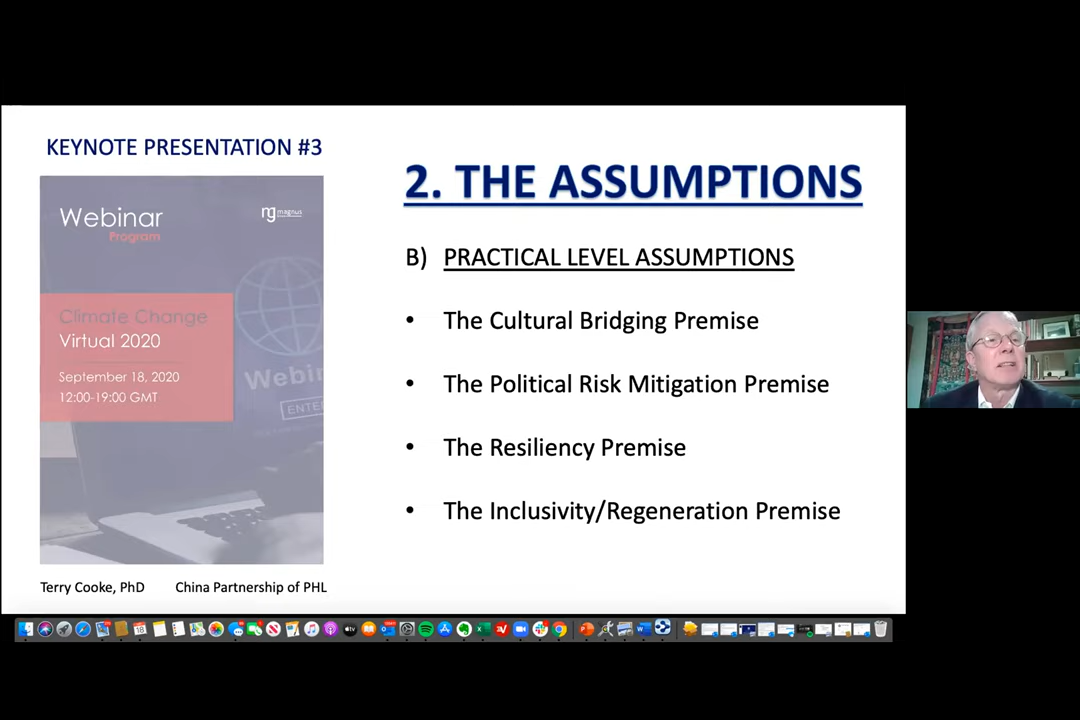 KEYNOTE PRESENTATION #3
Webinar
Program
magnus
Climate Change
Virtual 2020
September 18, 2020
12:00-19:00 GMT
Webin
ENTE
Terry Cooke, PhD
China Partnership of PHL
2. THE ASSUMPTIONS
B) PRACTICAL LEVEL ASSUMPTIONS
• The Cultural Bridging Premise
• The Political Risk Mitigation Premise
• The Resiliency Premise
• The Inclusivity/Regeneration Premise